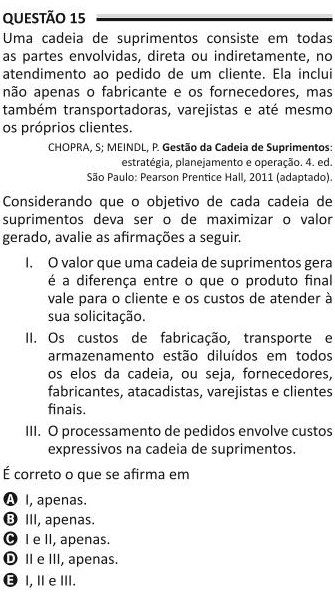 QUESTÃO 15
Uma cadeia de suprimentos consiste em todas
as partes envolvidas, direta ou indiretamente, no
atendimento ao pedido de um cliente. Ela inclui
não apenas o fabricante e os fornecedores, mas
também transportadoras, varejistas e até mesmo
os próprios clientes.
CHOPRA, S; MEINDL, P. Gestão da Cadeia de Suprimentos:
estratégia, planejamento e operação. 4. ed.
São Paulo: Pearson Prentice Hall, 2011 (adaptado).
Considerando que o objetivo de cada cadeia de
suprimentos deva ser o de maximizar o valor
gerado, avalie as afirmações a seguir.
I. O valor que uma cadeia de suprimentos gera
é a diferença entre o que o produto final
vale para o cliente e os custos de atender à
sua solicitação.
II. Os custos de fabricação, transporte e
armazenamento estão diluídos em todos
os elos da cadeia, ou seja, fornecedores,
fabricantes, atacadistas, varejistas e clientes
finais.
III. O processamento de pedidos envolve custos
expressivos na cadeia de suprimentos.
É correto o que se afirma em
A I, apenas.
B III, apenas.
C I e II, apenas.
D II e III, apenas.
E I, II e III.